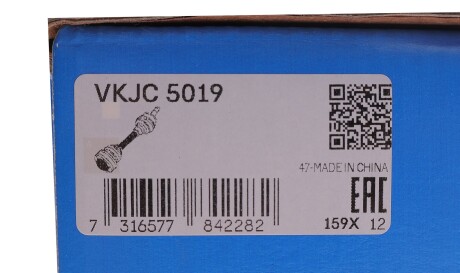 VKJC 5019
47-MADE IN CHINA
EAC
7 316577 842282
159X 12